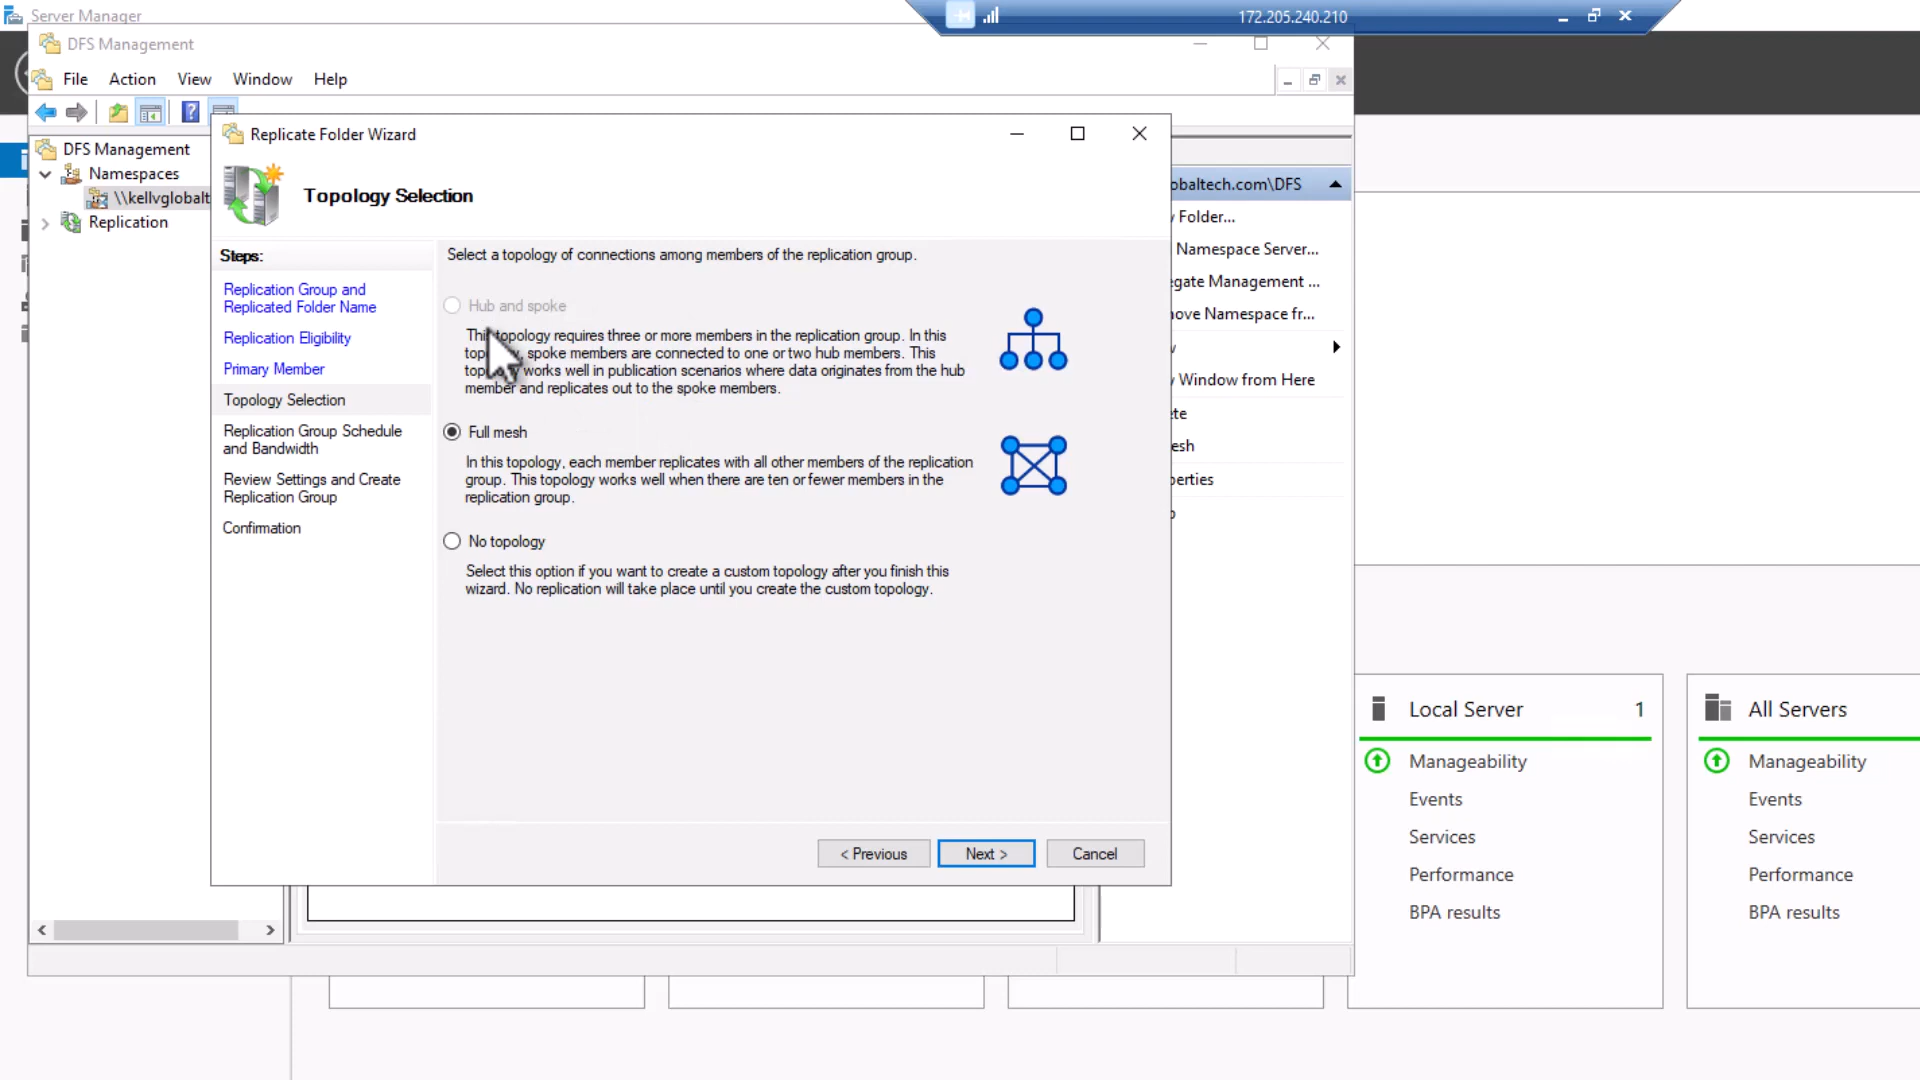 Server Manager
172.205.240.210
DFS Management
File Action View Window Help
DFS Management
Namespaces
\\kellvglobalt
Replication
Replicate Folder Wizard
Topology Selection
Steps:
Replication Group and
Replicated Folder Name
Replication Eligibility
Primary Member
Topology Selection
Replication Group Schedule
and Bandwidth
Review Settings and Create
Replication Group
Confirmation
Select a topology of connections among members of the replication group.
Hub and spoke
This topology requires three or more members in the replication group. In this
spoke members are connected to one or two hub members. This
works well in publication scenarios where data originates from the hub
member and replicates out to the spoke members.
Full mesh
In this topology, each member replicates with all other members of the replication
group. This topology works well when there are ten or fewer members in the
replication group.
No topology
Select this option if you want to create a custom topology after you finish this
wizard. No replication will take place until you create the custom topology.
< Previous
Next >
Cancel
obaltech.com\DFS
Folder...
Namespace Server...
egate Management ...
ove Namespace fr...
Window from Here
ete
esh
perties
Local Server 1
Manageability
Events
Services
Performance
BPA results
All Servers
Manageability
Events
Services
Performance
BPA results